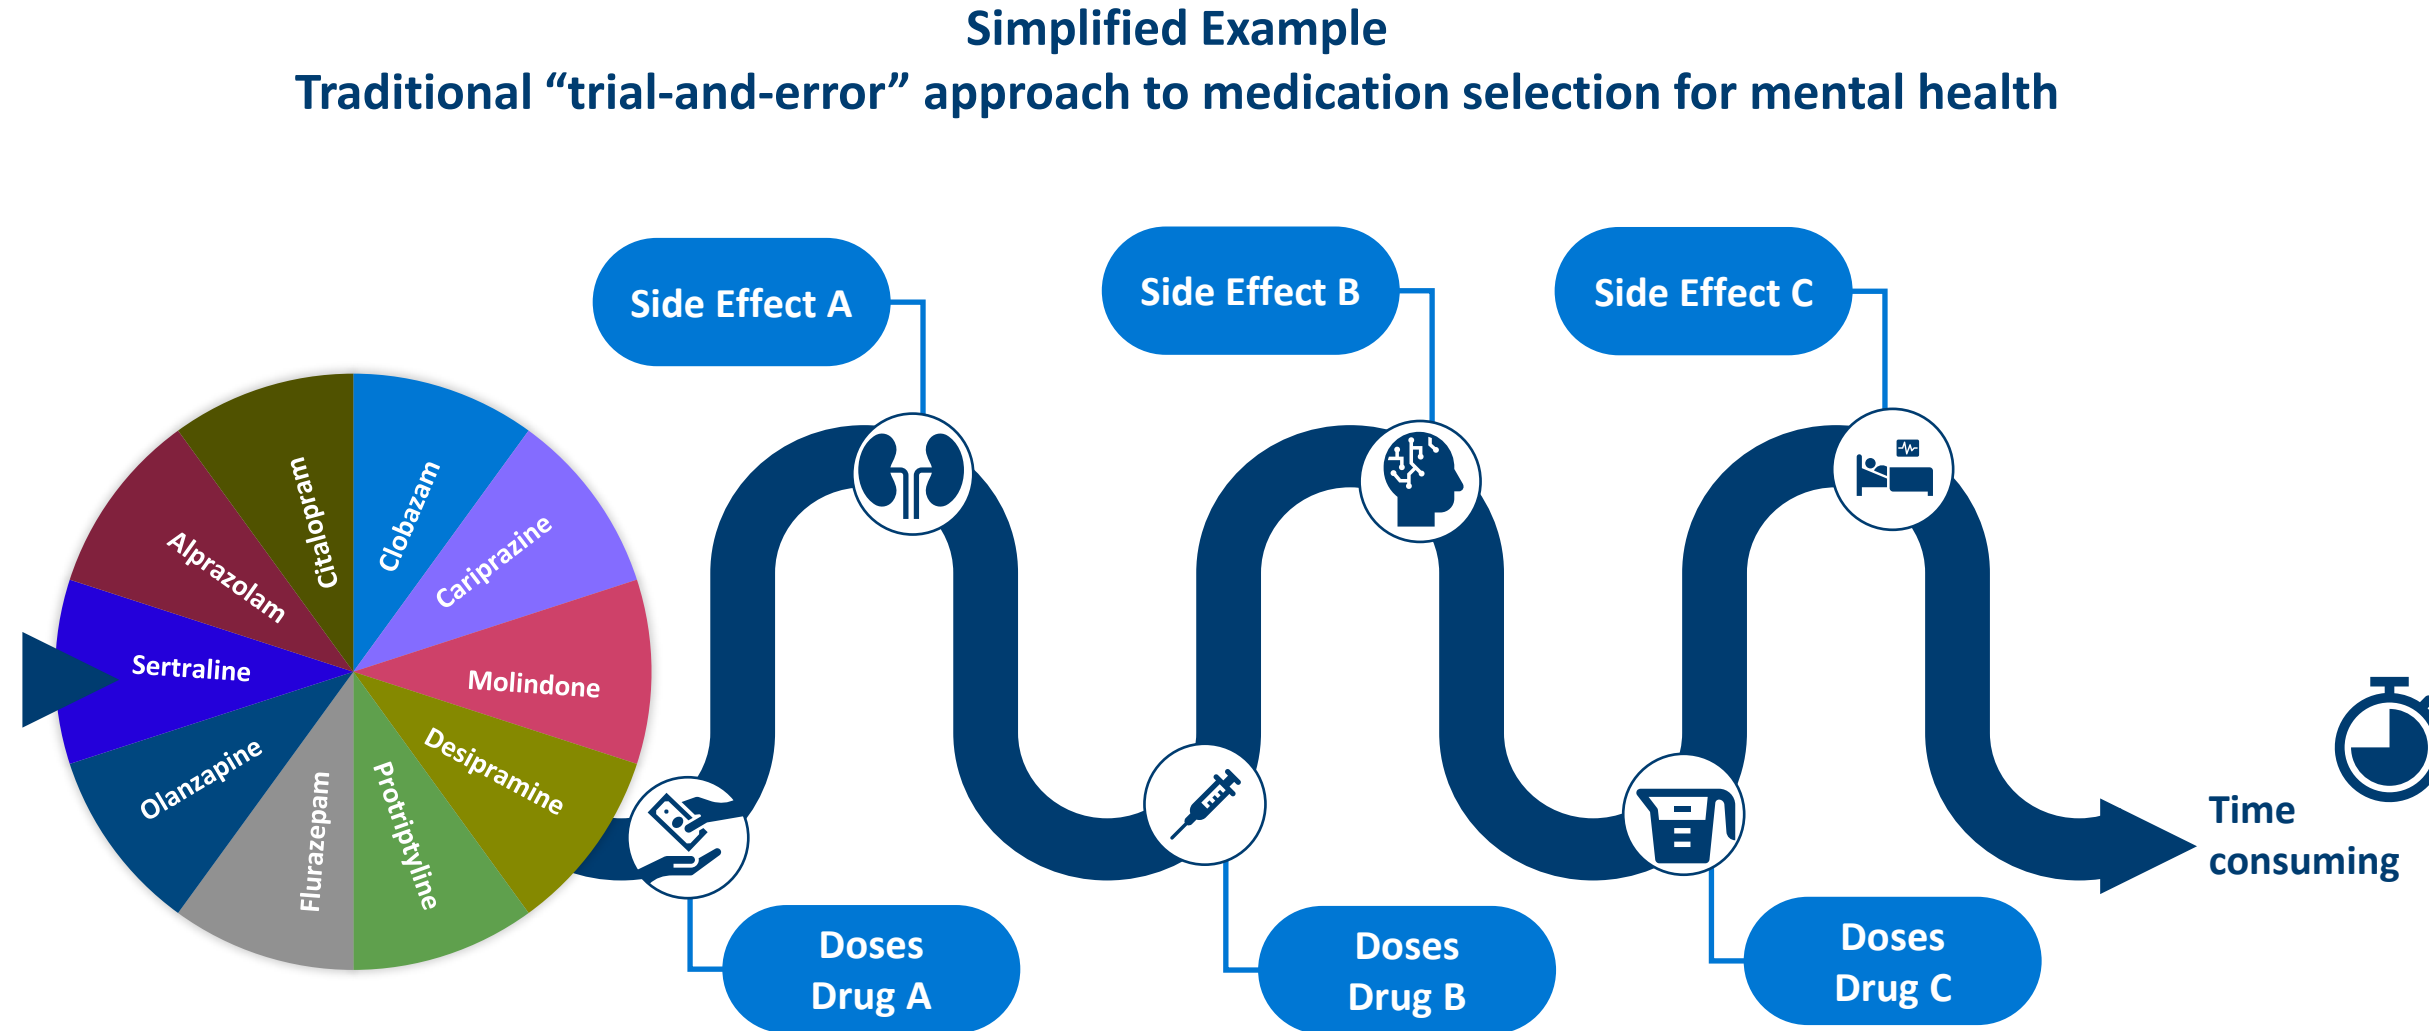 Simplified Example
Traditional “trial-and-error” approach to medication selection for mental health
Side Effect A
Side Effect B
Side Effect C
Citalopram
Clobazam
Alprazolam
Cariprazine
Sertraline
Molindone
Olanzapine
Desipramine
Flurazepam
Protriptyline
Time
consuming
Doses
Drug A
Doses
Drug B
Doses
Drug C